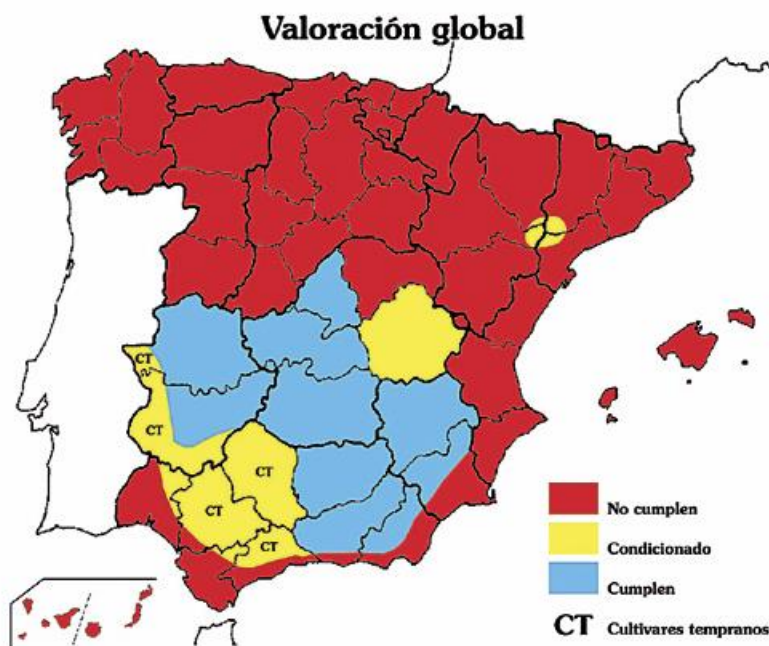 Valoración global
CT
CT
CT
CT
CT
No cumplen
Condicionado
Cumplen
CT Cultivares tempranos